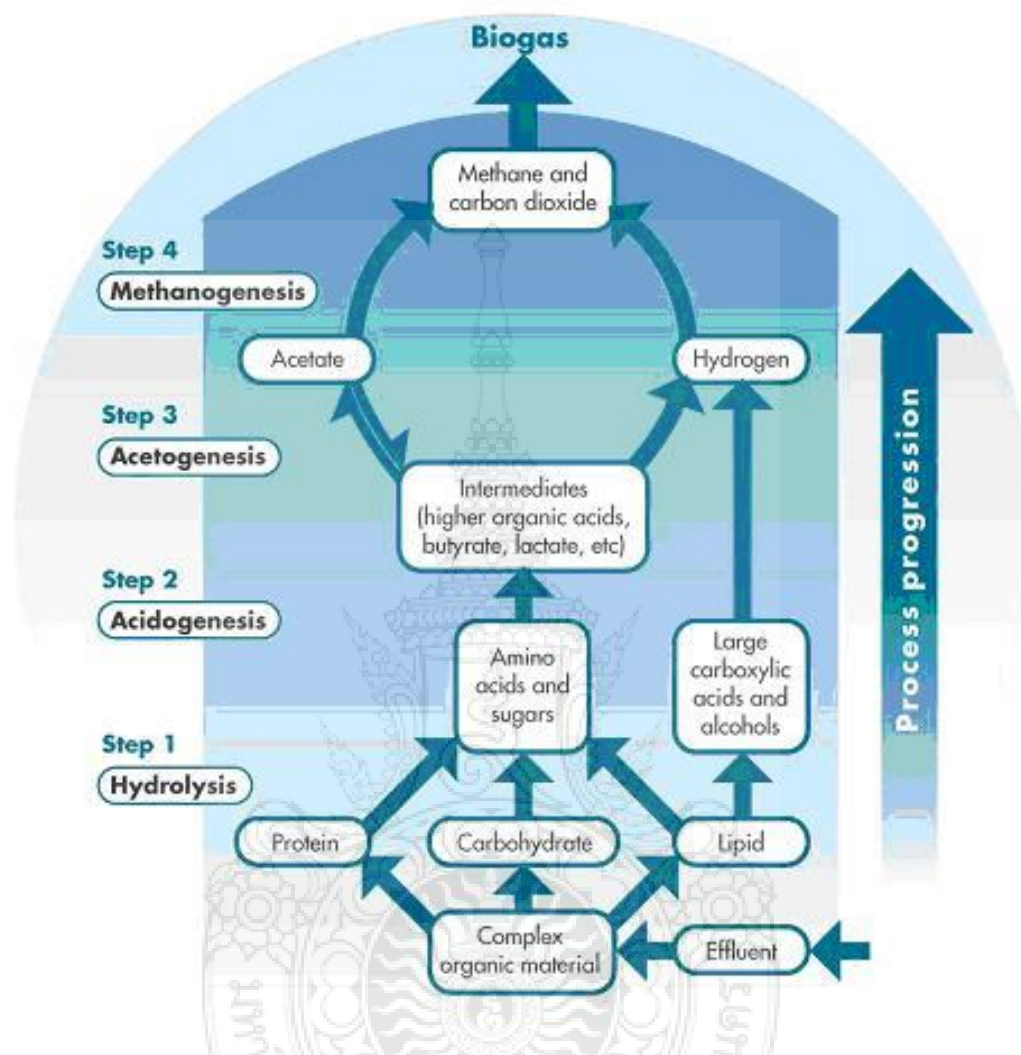 Biogas
Methane and
carbon dioxide
Step 4
Methanogenesis
Acetate
Hydrogen
Step 3
Acetogenesis
Intermediates
(higher organic acids,
butyrate, lactate, etc)
Step 2
Acidogenesis
Amino
acids and
sugars
Large
carboxylic
acids and
alcohols
Step 1
Hydrolysis
Protein
Carbohydrate
Lipid
Complex
organic material
Effluent
Process progression